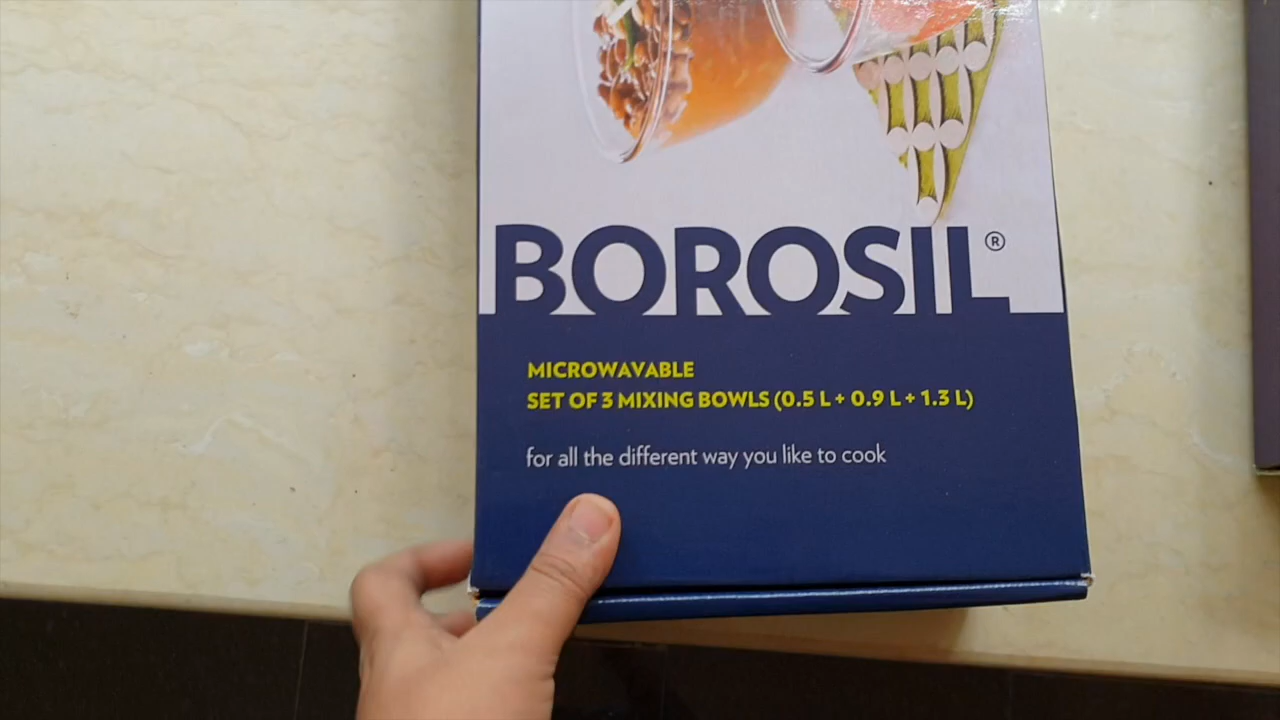 BOROSIL®
MICROWAVABLE
SET OF 3 MIXING BOWLS (0.5 L + 0.9 L + 1.3 L)
for all the different way you like to cook